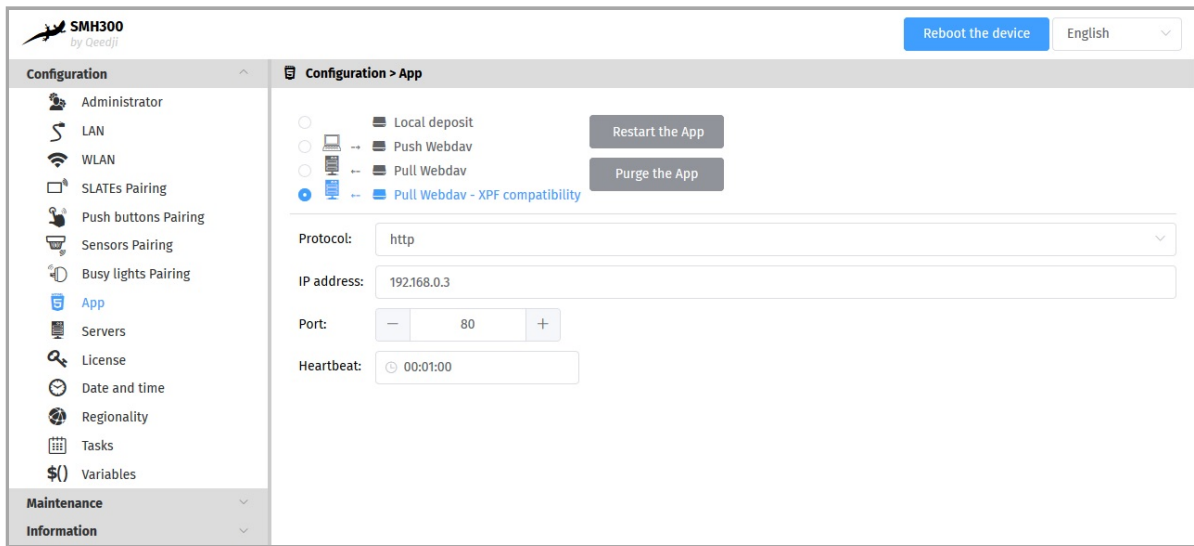 SMH300
by Qeedji
Reboot the device
English
Configuration
Configuration > App
Administrator
LAN
WLAN
SLATEs Pairing
Push buttons Pairing
Sensors Pairing
Busy lights Pairing
App
Servers
License
Date and time
Regionality
Tasks
$() Variables
Maintenance
Information
Local deposit
Push Webdav
Pull Webdav
Pull Webdav - XPF compatibility
Restart the App
Purge the App
Protocol: http
IP address: 192.168.0.3
Port: 80
Heartbeat: 00:01:00